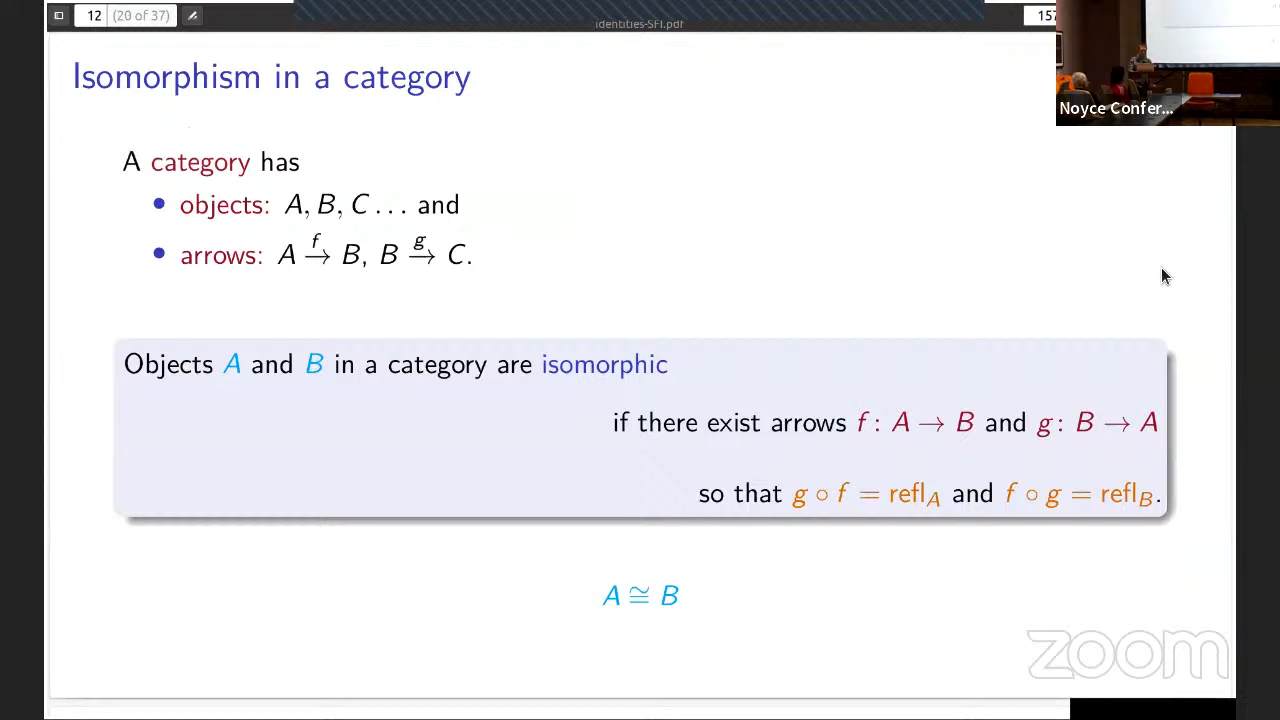 12 (20 of 37)
identities-SFI.pdf
157
Noyce Confer...
Isomorphism in a category
A category has
• objects: A, B, C ... and
• arrows: A →f B, B →g C.
Objects A and B in a category are isomorphic
if there exist arrows f : A → B and g : B → A
so that g ∘ f = refl_A and f ∘ g = refl_B.
A ≅ B
zoom